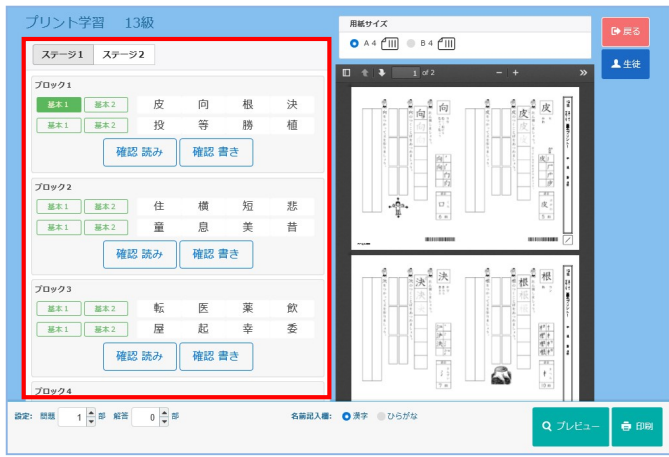 プリント学習 13級
ステージ1 ステージ2
ブロック1
基本1 基本2 皮 向 根 決
基本1 基本2 投 等 勝 植
確認 読み 確認 書き
ブロック2
基本1 基本2 住 横 短 悲
基本1 基本2 童 息 美 昔
確認 読み 確認 書き
ブロック3
基本1 基本2 転 医 薬 飲
基本1 基本2 屋 起 幸 委
確認 読み 確認 書き
ブロック4
用紙サイズ
A4 B4
1 of 2 - + »
向 向 皮 皮
決 決 根 根
戻る
生徒
設定: 問題 1 部 解答 0 部
名前記入欄: 漢字 ひらがな
プレビュー 印刷